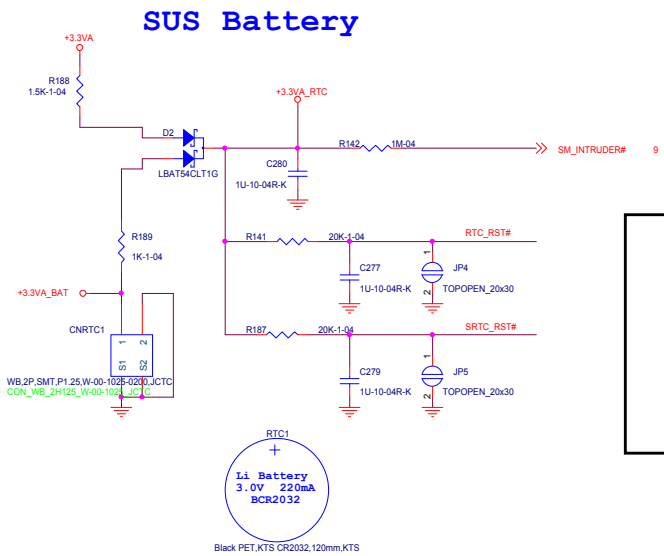 SUS Battery
+3.3VA
R188
1.5K-1-04
+3.3VA_RTC
D2
LBAT54CLT1G
R142
1M-04
SM_INTRUDER#
9
C280
1U-10-04R-K
R189
1K-1-04
R141
20K-1-04
RTC_RST#
C277
1U-10-04R-K
1
2
JP4
TOPOPEN_20x30
+3.3VA_BAT
CNRTC1
1
2
S1
S2
WB,2P,SMT,P1.25,W-00-1025-0200,JCTC
CON_WB_2H125_W-00-1025_JCTC
R187
20K-1-04
SRTC_RST#
C279
1U-10-04R-K
1
2
JP5
TOPOPEN_20x30
RTC1
+
Li Battery
3.0V 220mA
BCR2032
Black PET,KTS CR2032,120mm,KTS